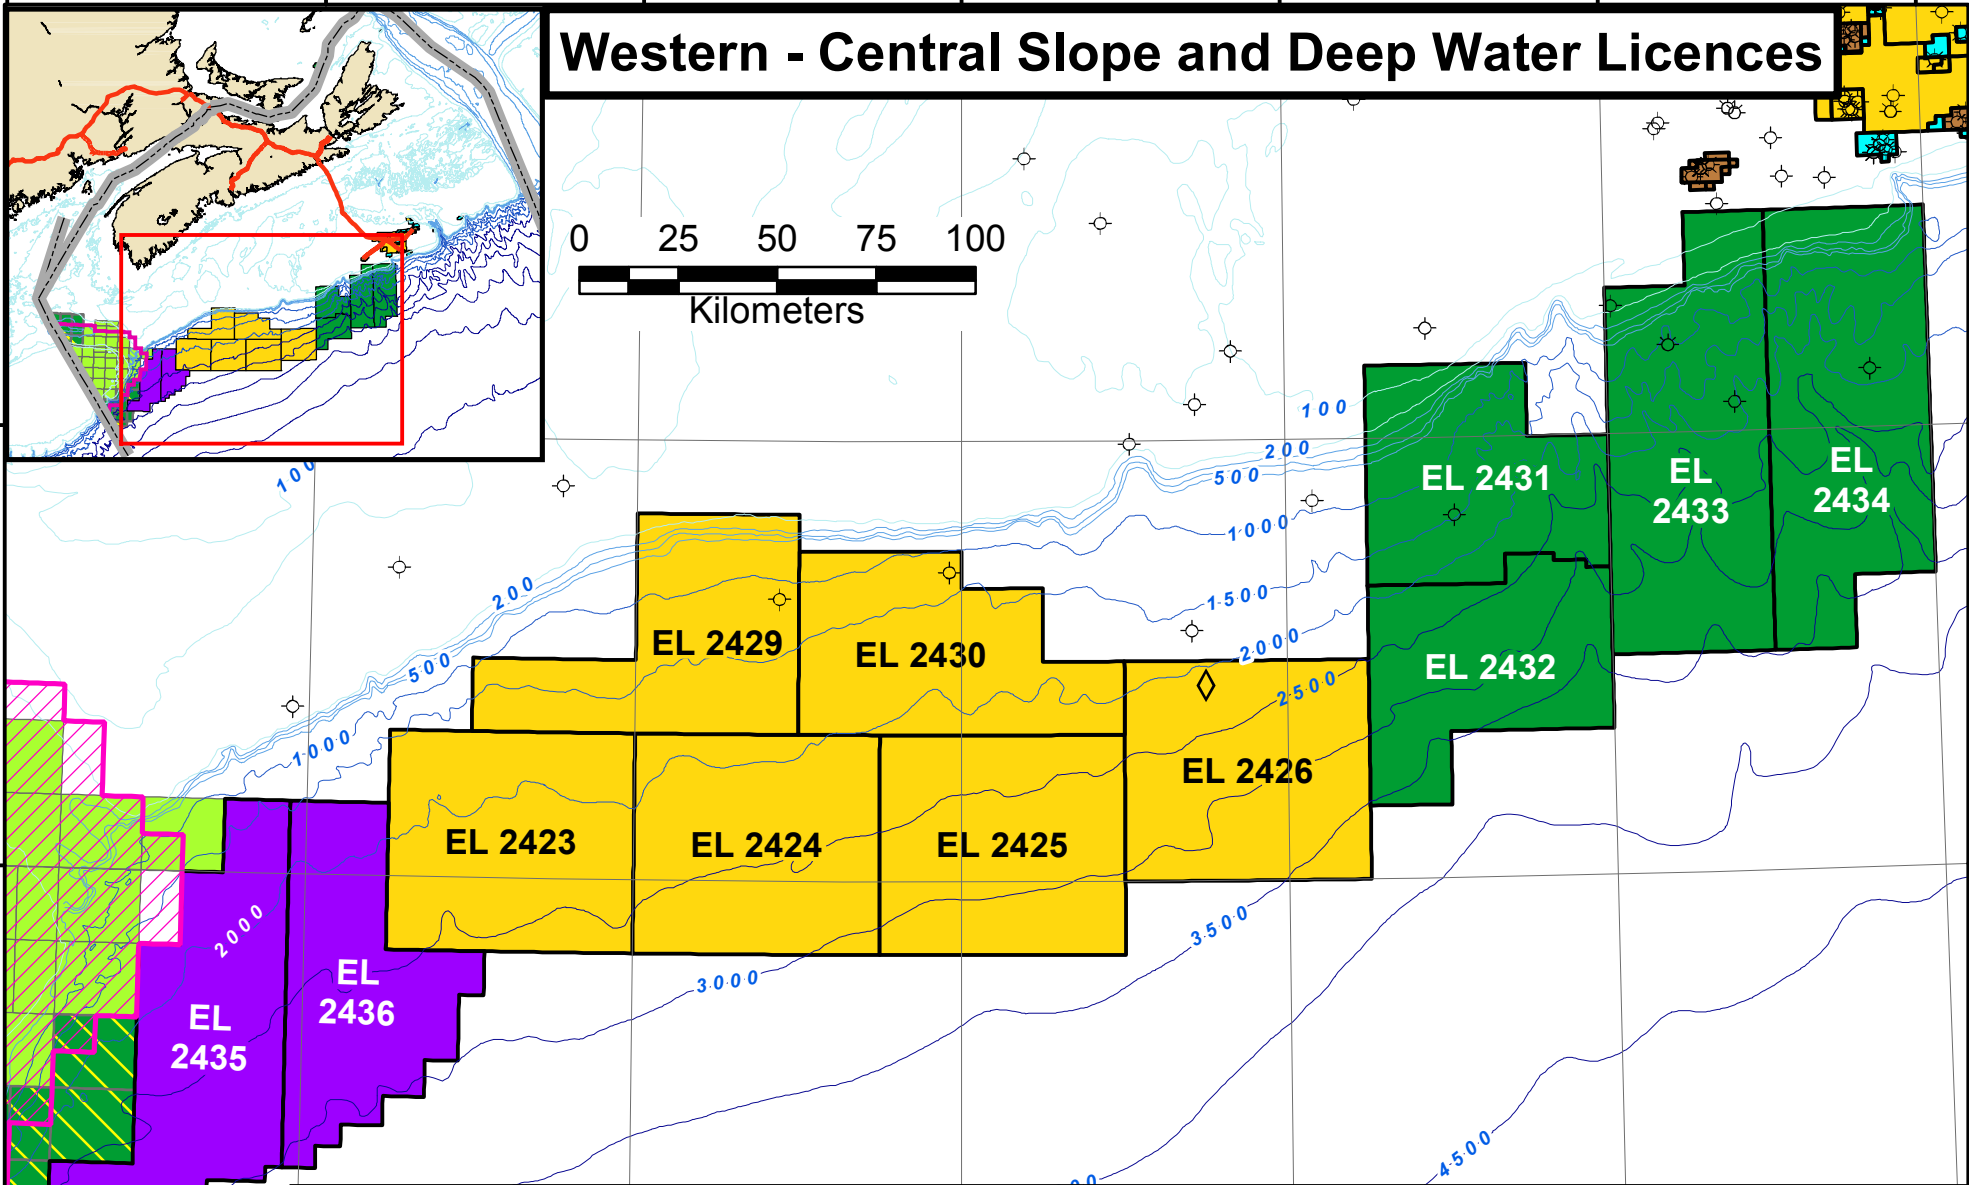 Western - Central Slope and Deep Water Licences
0 25 50 75 100
Kilometers
100
200
500
1000
1500
2000
2500
100
200
500
1000
2000
3000
3500
4500
EL 2431
EL
2433
EL
2434
EL 2432
EL 2429
EL 2430
EL 2426
EL 2423
EL 2424
EL 2425
EL
2436
EL
2435